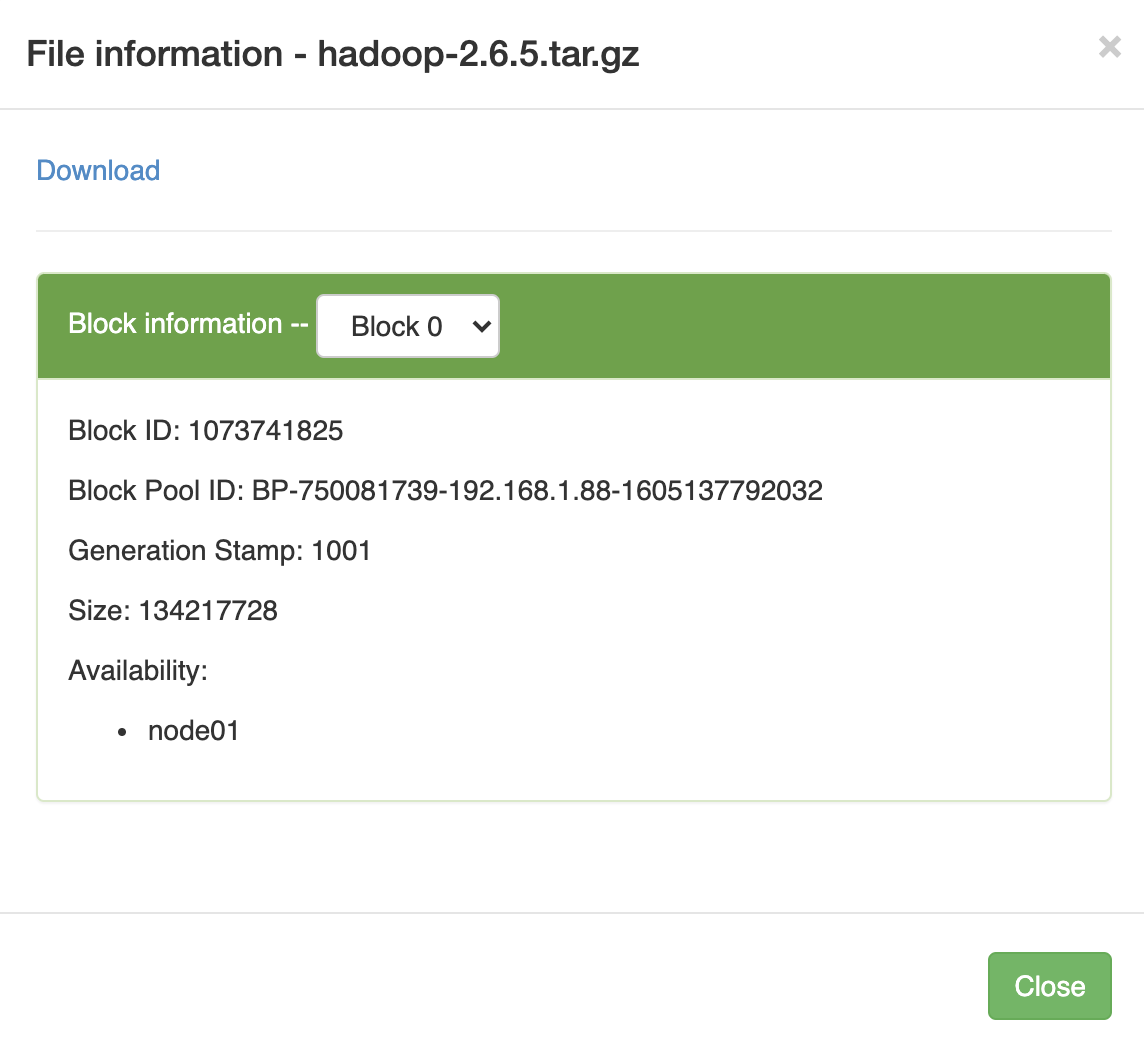 File information - hadoop-2.6.5.tar.gz
×
Download
Block information -- Block 0
Block ID: 1073741825
Block Pool ID: BP-750081739-192.168.1.88-1605137792032
Generation Stamp: 1001
Size: 134217728
Availability:
• node01
Close